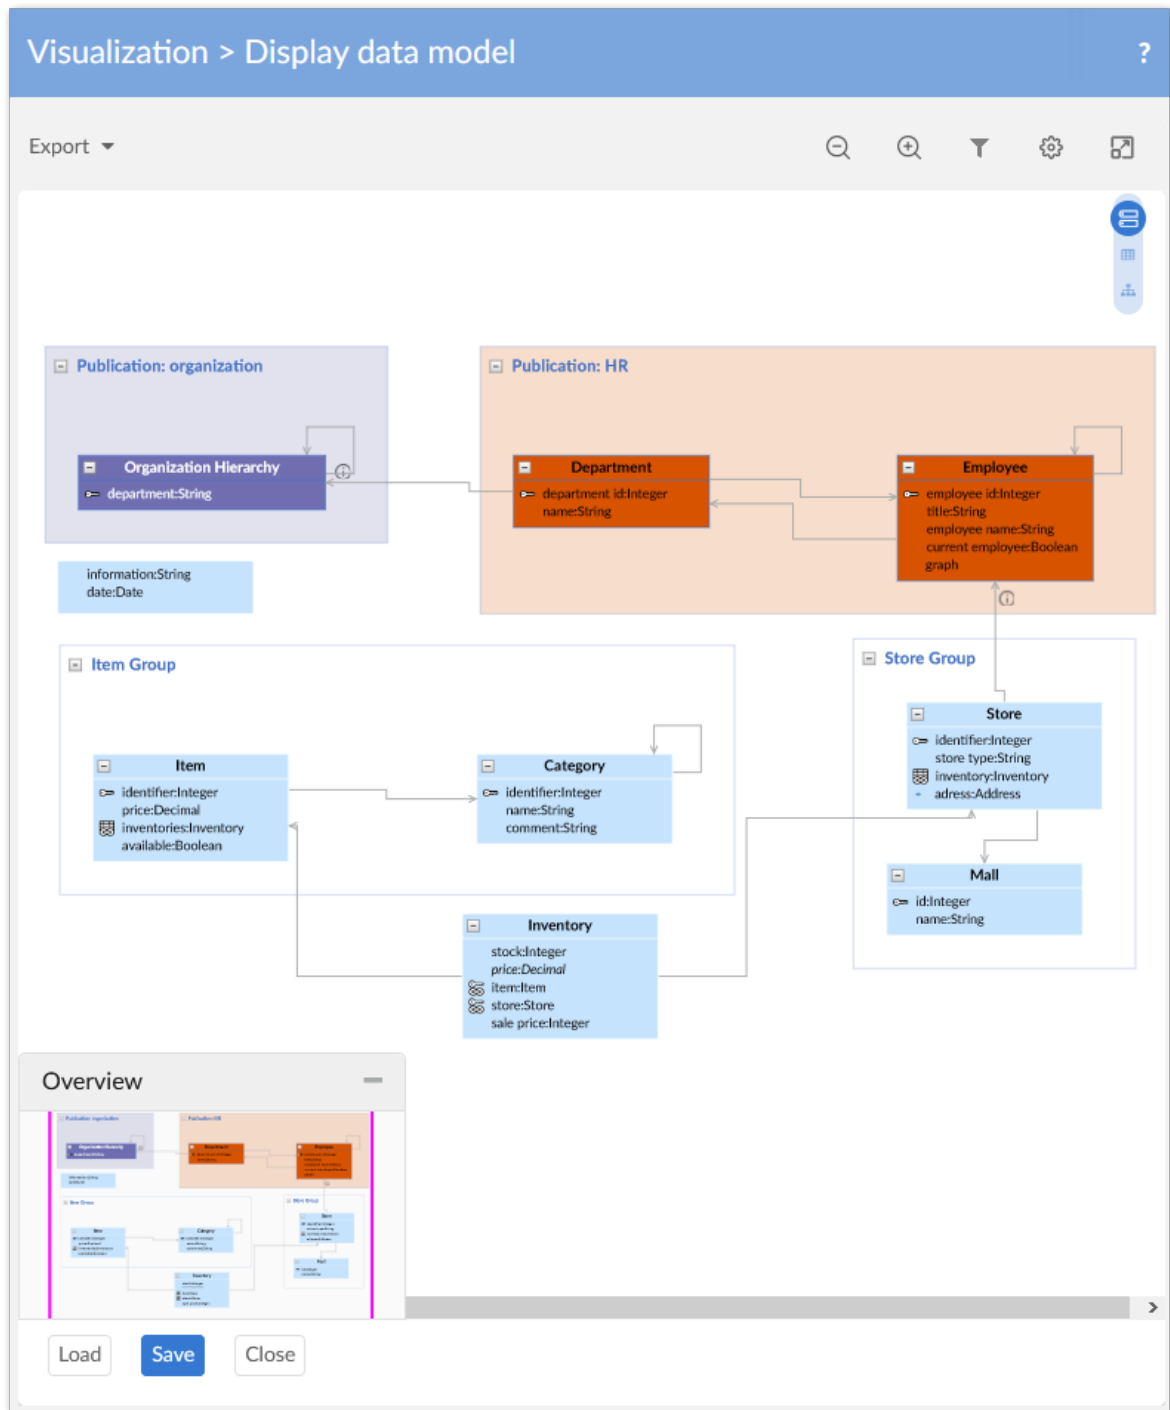 Visualization > Display data model
?
Export
Publication: organization
Organization Hierarchy
department:String
Publication: HR
Department
department id:Integer
name:String
Employee
employee id:Integer
title:String
employee name:String
current employee:Boolean
graph
information:String
date:Date
Item Group
Item
identifier:Integer
price:Decimal
inventories:Inventory
available:Boolean
Category
identifier:Integer
name:String
comment:String
Store Group
Store
identifier:Integer
store type:String
inventory:Inventory
adress:Address
Mall
id:Integer
name:String
Inventory
stock:Integer
price:Decimal
item:Item
store:Store
sale price:Integer
Overview
Load
Save
Close